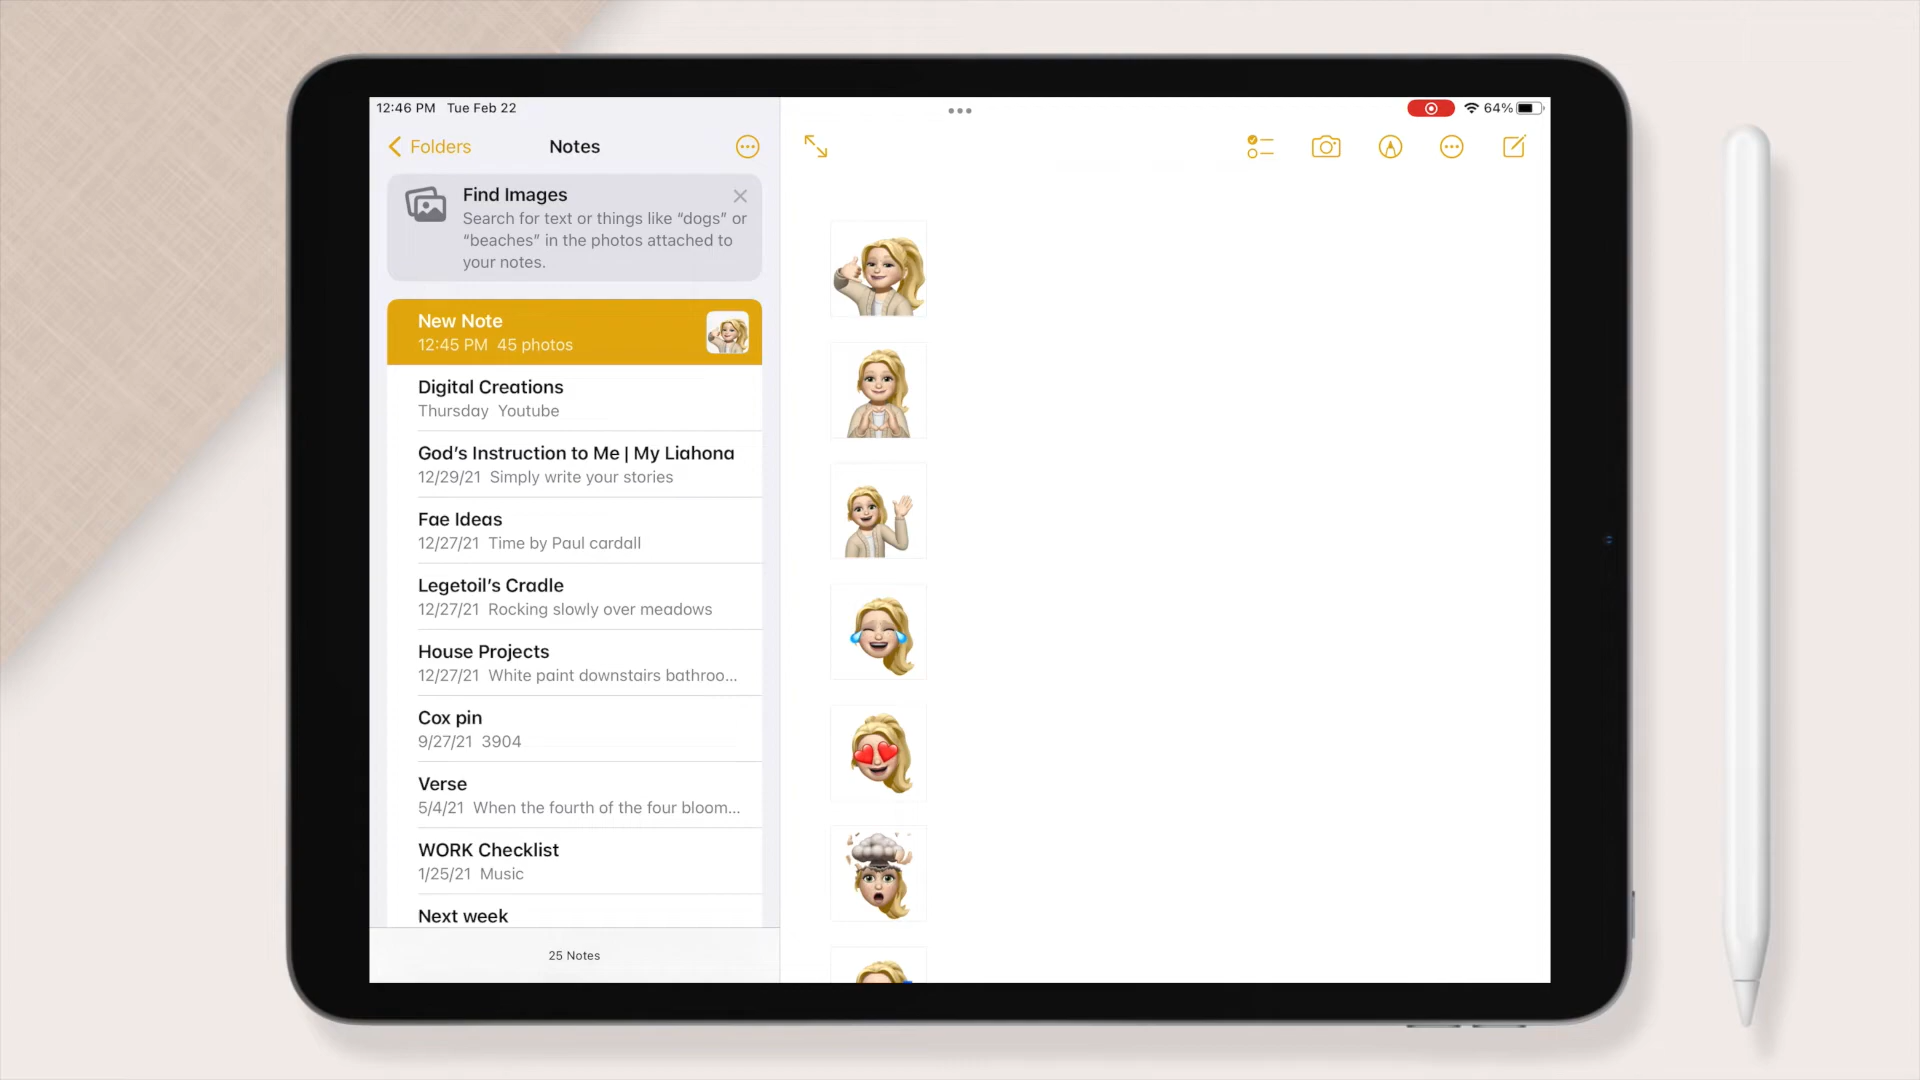 12:46 PM Tue Feb 22
64%
Folders
Notes
Find Images
Search for text or things like “dogs” or
“beaches” in the photos attached to
your notes.
New Note
12:45 PM 45 photos
Digital Creations
Thursday Youtube
God's Instruction to Me | My Liahona
12/29/21 Simply write your stories
Fae Ideas
12/27/21 Time by Paul cardall
Legetoil's Cradle
12/27/21 Rocking slowly over meadows
House Projects
12/27/21 White paint downstairs bathroo...
Cox pin
9/27/21 3904
Verse
5/4/21 When the fourth of the four bloom...
WORK Checklist
1/25/21 Music
Next week
25 Notes